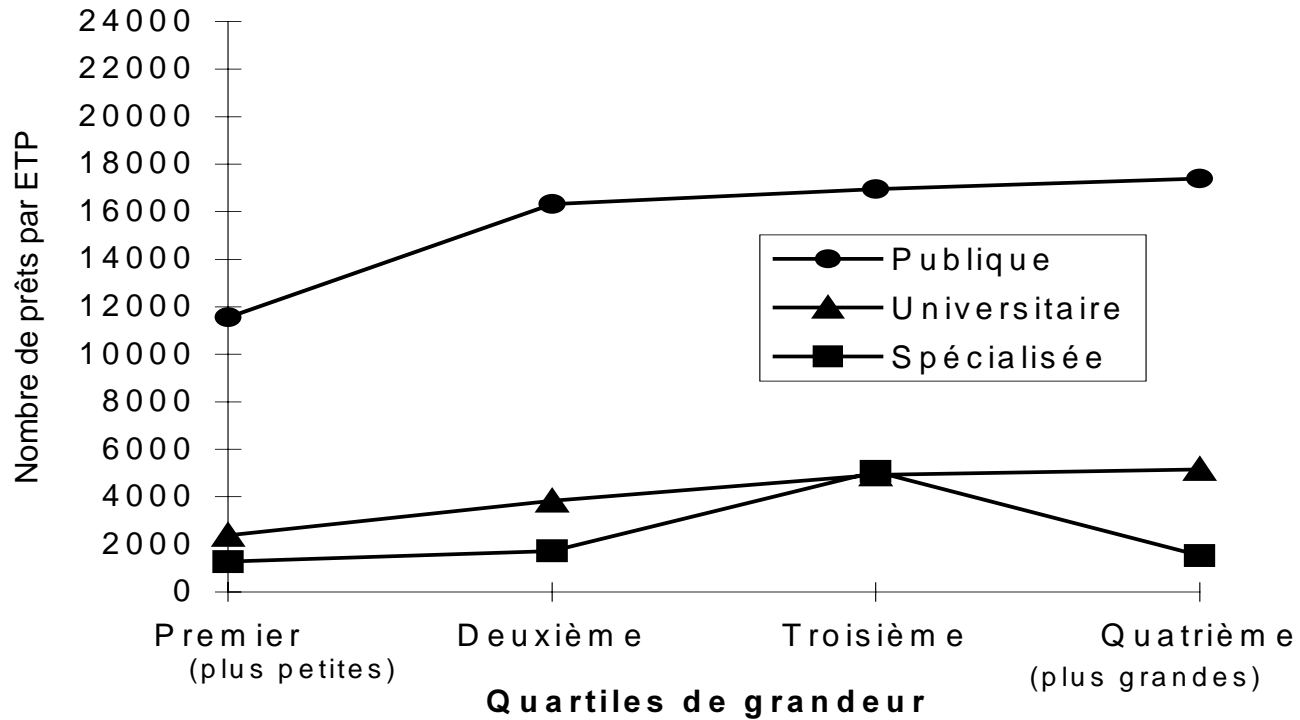 24000
22000
20000
18000
16000
14000
12000
10000
8000
6000
4000
2000
0
Nombre de prêts par ETP
Publique
Universitaire
Spécialisée
Premier
(plus petites)
Deuxième
Troisième
Quatrième
(plus grandes)
Quartiles de grandeur